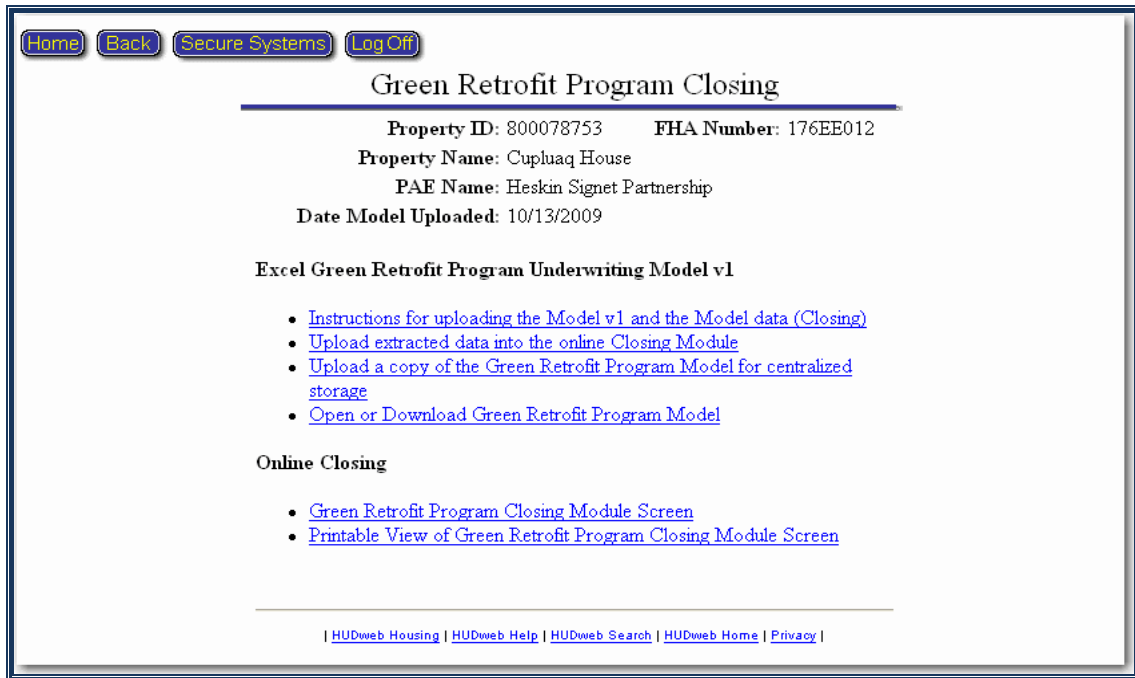 Home Back Secure Systems Log Off
Green Retrofit Program Closing
Property ID: 800078753 FHA Number: 176EE012
Property Name: Cupluaq House
PAE Name: Heskin Signet Partnership
Date Model Uploaded: 10/13/2009
Excel Green Retrofit Program Underwriting Model v1
• Instructions for uploading the Model v1 and the Model data (Closing)
• Upload extracted data into the online Closing Module
• Upload a copy of the Green Retrofit Program Model for centralized
storage
• Open or Download Green Retrofit Program Model
Online Closing
• Green Retrofit Program Closing Module Screen
• Printable View of Green Retrofit Program Closing Module Screen
| HUDweb Housing | HUDweb Help | HUDweb Search | HUDweb Home | Privacy |